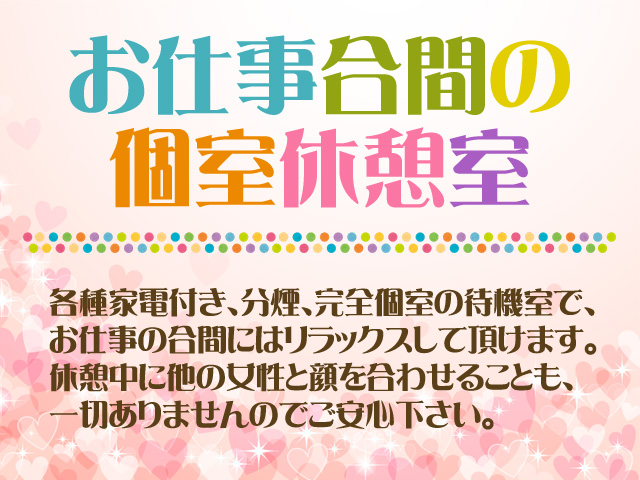 お仕事合間の
個室休憩室
各種家電付き、分煙、完全個室の待機室で、
お仕事の合間にはリラックスして頂けます。
休憩中に他の女性と顔を合わせることも、
一切ありませんのでご安心下さい。